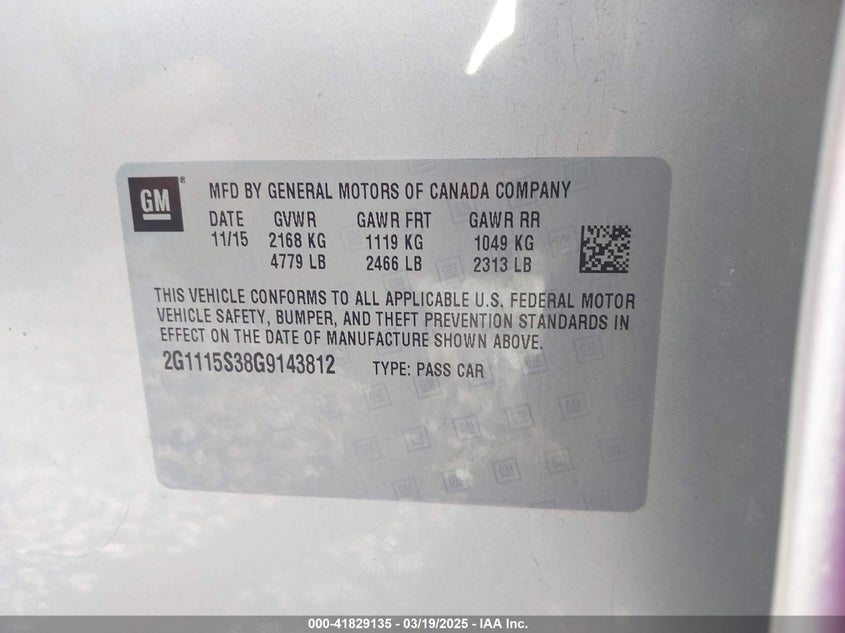 GM®
MFD BY GENERAL MOTORS OF CANADA COMPANY
DATE GVWR GAWR FRT GAWR RR
11/15 2168 KG 1119 KG 1049 KG
4779 LB 2466 LB 2313 LB
THIS VEHICLE CONFORMS TO ALL APPLICABLE U.S. FEDERAL MOTOR
VEHICLE SAFETY, BUMPER, AND THEFT PREVENTION STANDARDS IN
EFFECT ON THE DATE OF MANUFACTURE SHOWN ABOVE.
2G1115S38G9143812 TYPE: PASS CAR
000-41829135 - 03/19/2025 - IAA Inc.